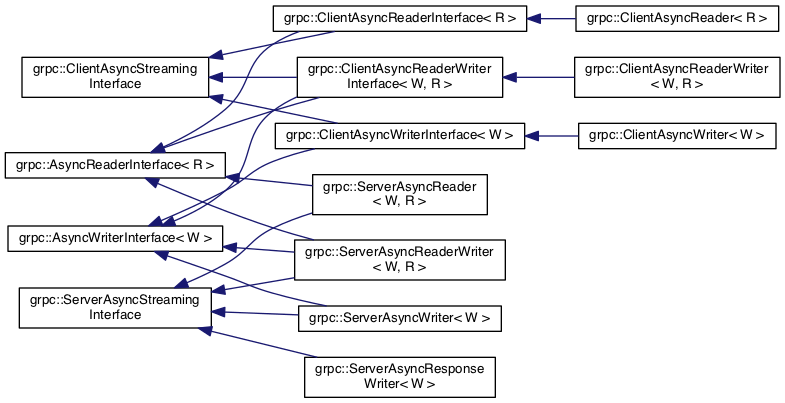 grpc::ClientAsyncReaderInterface< R >
grpc::ClientAsyncReader< R >
grpc::ClientAsyncStreaming
Interface
grpc::ClientAsyncReaderWriter
Interface< W, R >
grpc::ClientAsyncReaderWriter
< W, R >
grpc::ClientAsyncWriterInterface< W >
grpc::ClientAsyncWriter< W >
grpc::AsyncReaderInterface< R >
grpc::ServerAsyncReader
< W, R >
grpc::AsyncWriterInterface< W >
grpc::ServerAsyncReaderWriter
< W, R >
grpc::ServerAsyncStreaming
Interface
grpc::ServerAsyncWriter< W >
grpc::ServerAsyncResponse
Writer< W >